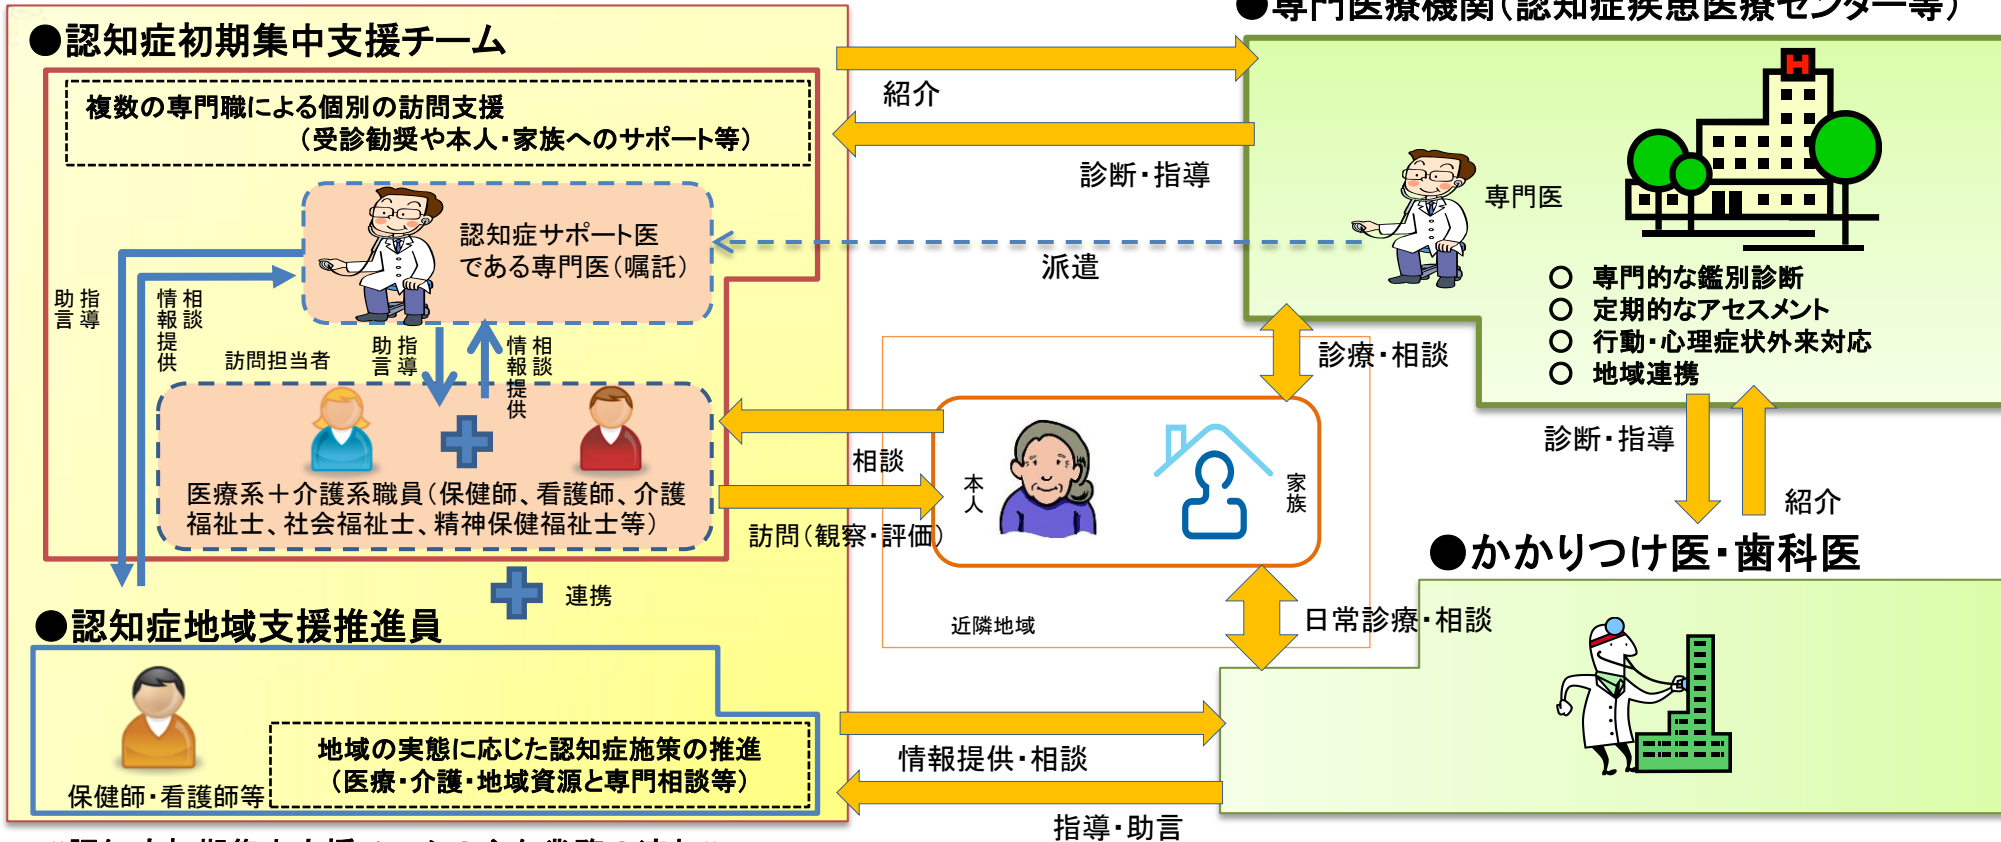 ●専門医療機関(認知症疾患医療センター等)
●認知症初期集中支援チーム
複数の専門職による個別の訪問支援
(受診勧奨や本人・家族へのサポート等)
紹介
診断・指導
専門医
認知症サポート医
である専門医(嘱託)
派遣
○ 専門的な鑑別診断
○ 定期的なアセスメント
○ 行動・心理症状外来対応
○ 地域連携
指導
助言
相談
情報提供
訪問担当者
指導
助言
相談
情報提供
診療・相談
医療系+介護系職員(保健師、看護師、介護
福祉士、社会福祉士、精神保健福祉士等)
相談
訪問(観察・評価)
本人
家族
近隣地域
診断・指導
紹介
●かかりつけ医・歯科医
連携
日常診療・相談
●認知症地域支援推進員
保健師・看護師等
地域の実態に応じた認知症施策の推進
(医療・介護・地域資源と専門相談等)
情報提供・相談
指導・助言